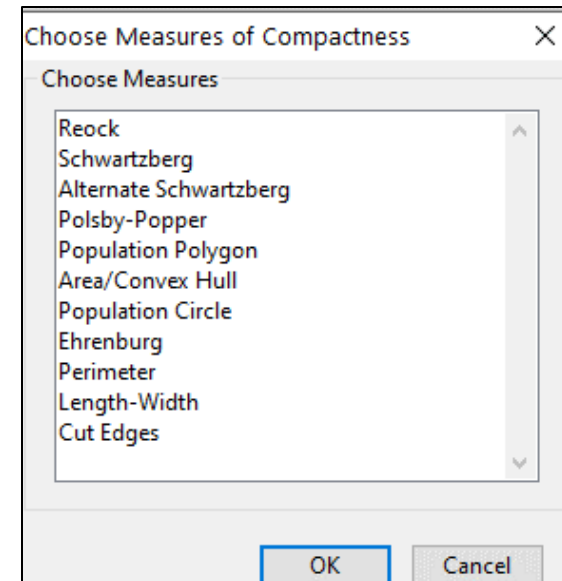 Choose Measures of Compactness
Choose Measures
Reock
Schwartzberg
Alternate Schwartzberg
Polsby-Popper
Population Polygon
Area/Convex Hull
Population Circle
Ehrenburg
Perimeter
Length-Width
Cut Edges
OK Cancel